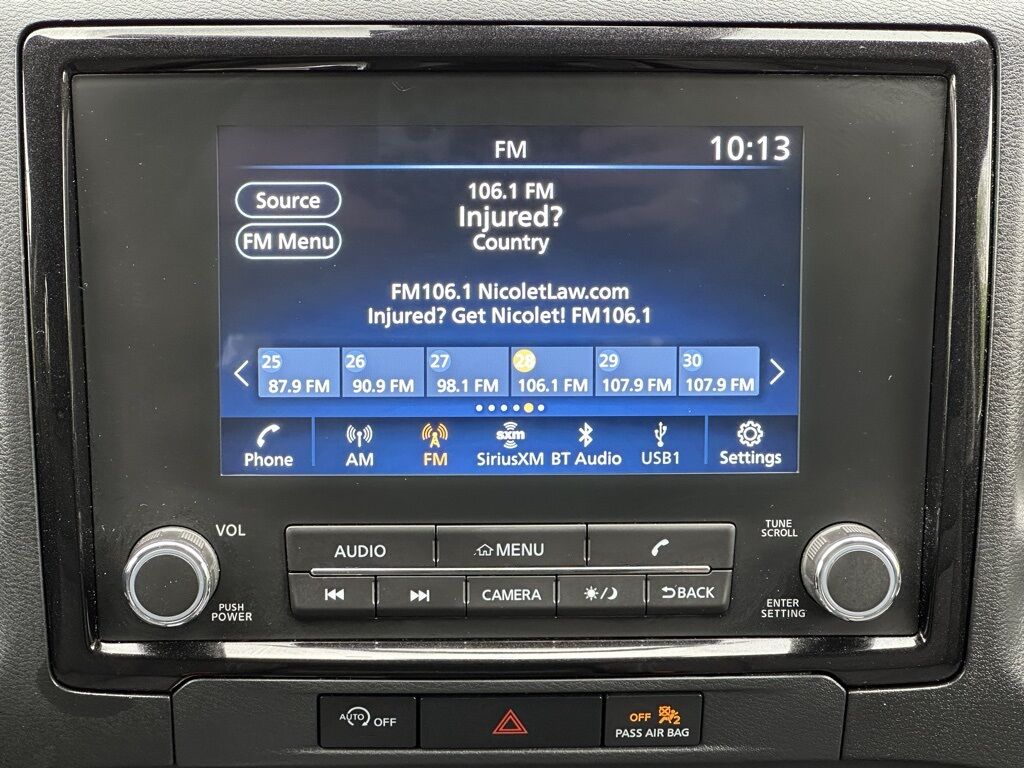 FM
10:13
Source
106.1 FM
Injured?
FM Menu
Country
FM106.1 NicoletLaw.com
Injured? Get Nicolet! FM106.1
25
26
27
28
29
30
87.9 FM
90.9 FM
98.1 FM
106.1 FM
107.9 FM
107.9 FM
sxm
Phone
AM
FM
SiriusXM
BT Audio
USB1
Settings
VOL
PUSH
POWER
AUDIO
MENU
CAMERA
BACK
TUNE
SCROLL
ENTER
SETTING
AUTO OFF
OFF 2
PASS AIR BAG